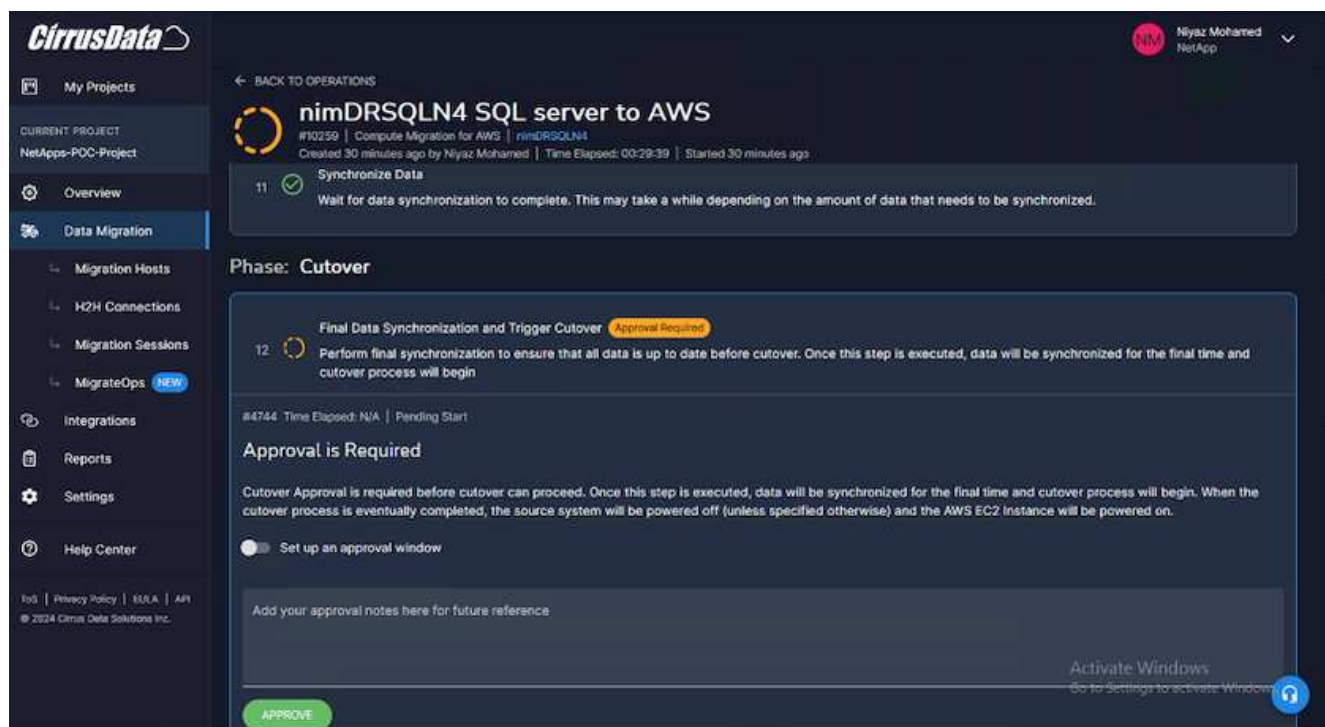 CirrusData
NM
Niyaz Mohamed
NetApp
My Projects
CURRENT PROJECT
NetApps-POC-Project
Overview
Data Migration
Migration Hosts
H2H Connections
Migration Sessions
MigrateOps NEW
Integrations
Reports
Settings
Help Center
ToS | Privacy Policy | EULA | API
© 2024 Cirrus Data Solutions Inc.
← BACK TO OPERATIONS
nimDRSQLN4 SQL server to AWS
#10259 | Compute Migration for AWS | nimDRSQLN4
Created 30 minutes ago by Niyaz Mohamed | Time Elapsed: 00:29:39 | Started 30 minutes ago
11 Synchronize Data
Wait for data synchronization to complete. This may take a while depending on the amount of data that needs to be synchronized.
Phase: Cutover
12 Final Data Synchronization and Trigger Cutover Approval Required
Perform final synchronization to ensure that all data is up to date before cutover. Once this step is executed, data will be synchronized for the final time and
cutover process will begin
#4744 Time Elapsed: N/A | Pending Start
Approval is Required
Cutover Approval is required before cutover can proceed. Once this step is executed, data will be synchronized for the final time and cutover process will begin. When the
cutover process is eventually completed, the source system will be powered off (unless specified otherwise) and the AWS EC2 Instance will be powered on.
Set up an approval window
Add your approval notes here for future reference
APPROVE
Activate Windows
Go to Settings to activate Window